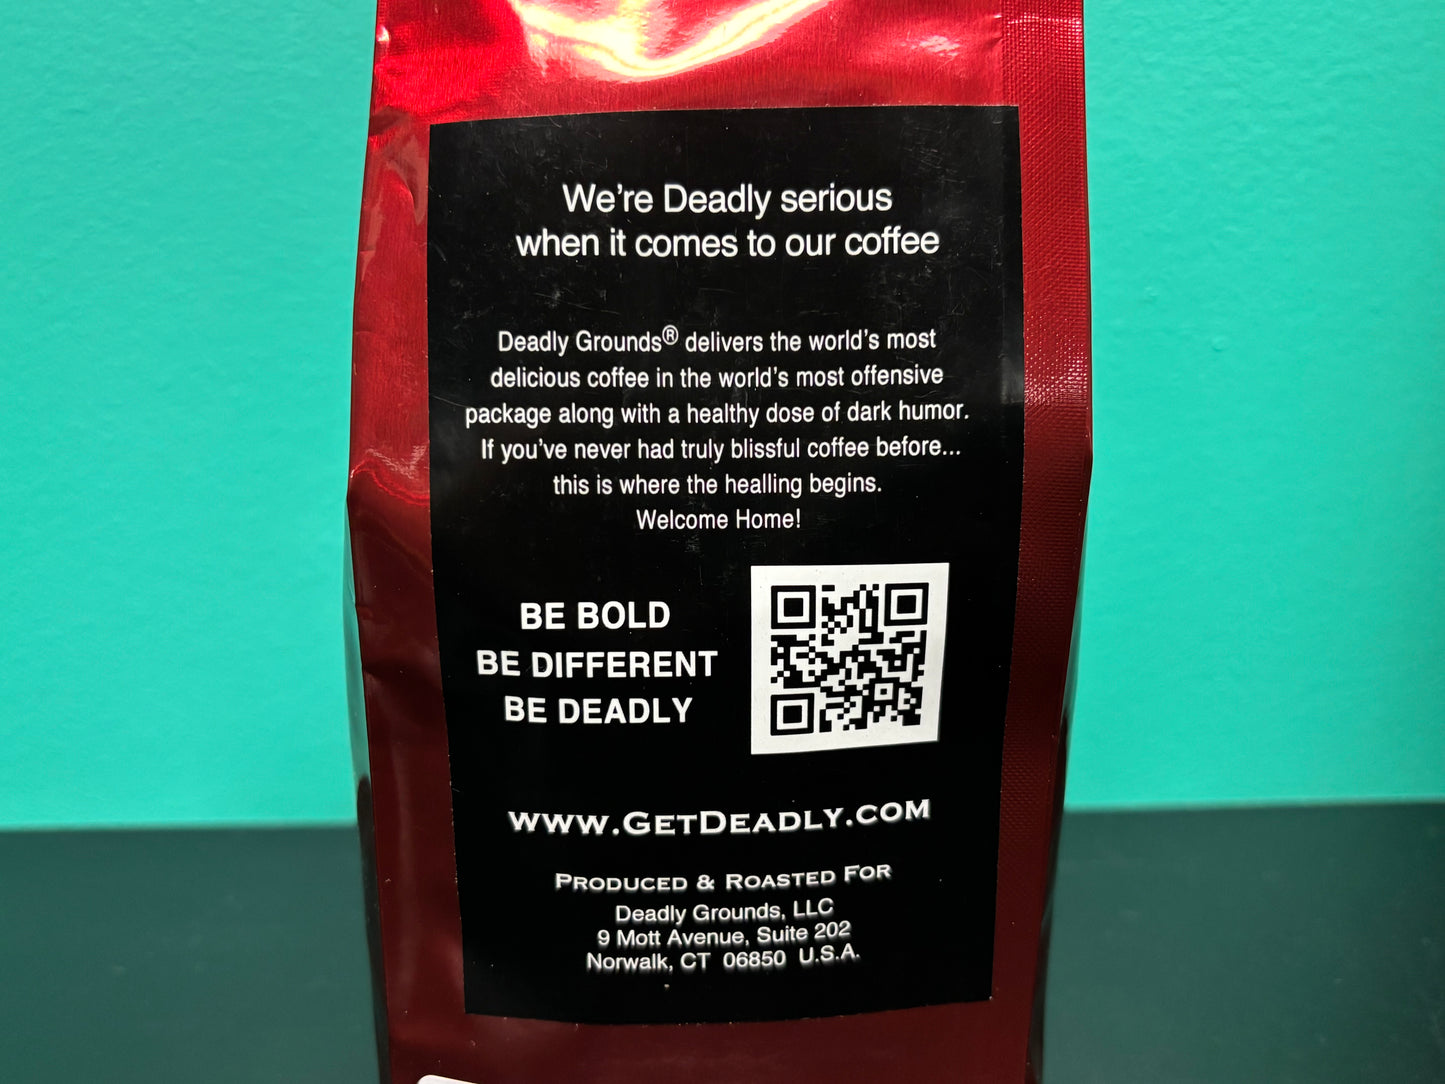 We're Deadly serious
when it comes to our coffee
Deadly Grounds® delivers the world's most
delicious coffee in the world's most offensive
package along with a healthy dose of dark humor.
If you've never had truly blissful coffee before...
this is where the healling begins.
Welcome Home!
BE BOLD
BE DIFFERENT
BE DEADLY
WWW.GETDEADLY.COM
PRODUCED & ROASTED FOR
Deadly Grounds, LLC
9 Mott Avenue, Suite 202
Norwalk, CT 06850 U.S.A.